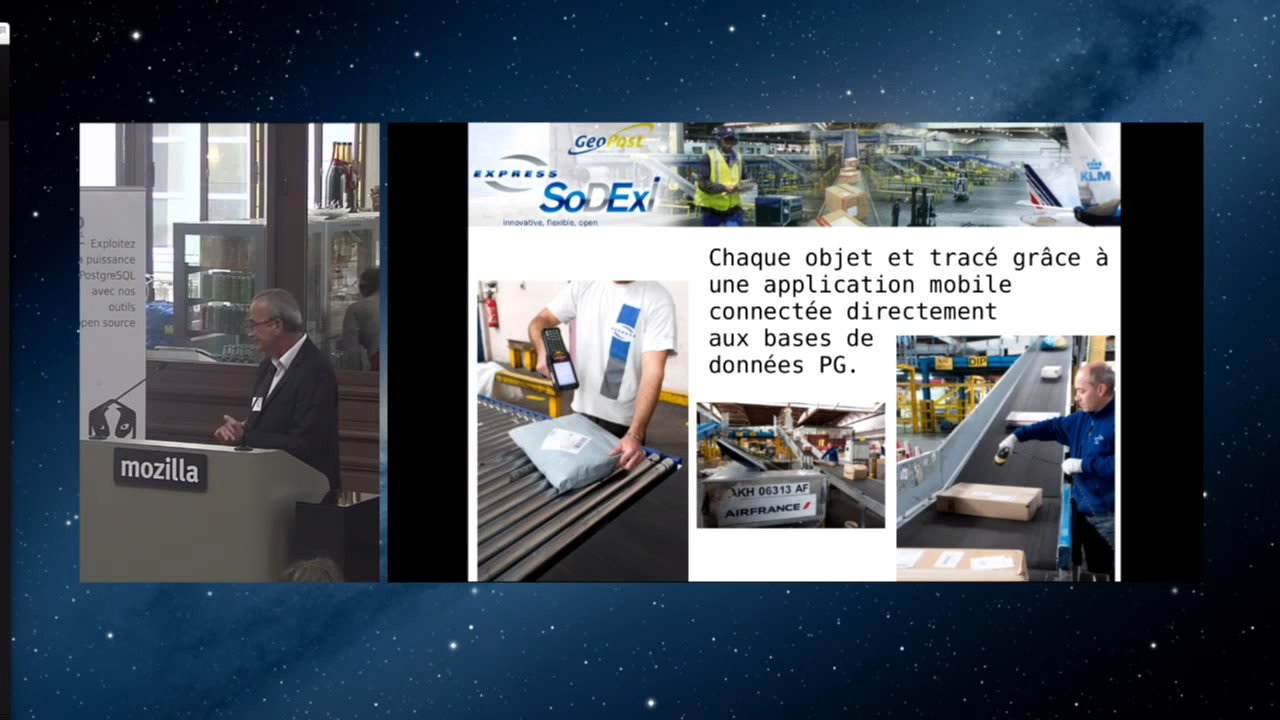 Exploitez
puissance
PostgreSQL
avec nos
outils
open source
mozilla
GeoPost
EXPRESS
SoDExi
innovative, flexible, open
KLM
Chaque objet et tracé grâce à
une application mobile
connectée directement
aux bases de
données PG.
DIP
AKH 06313 AF
AIRFRANCE